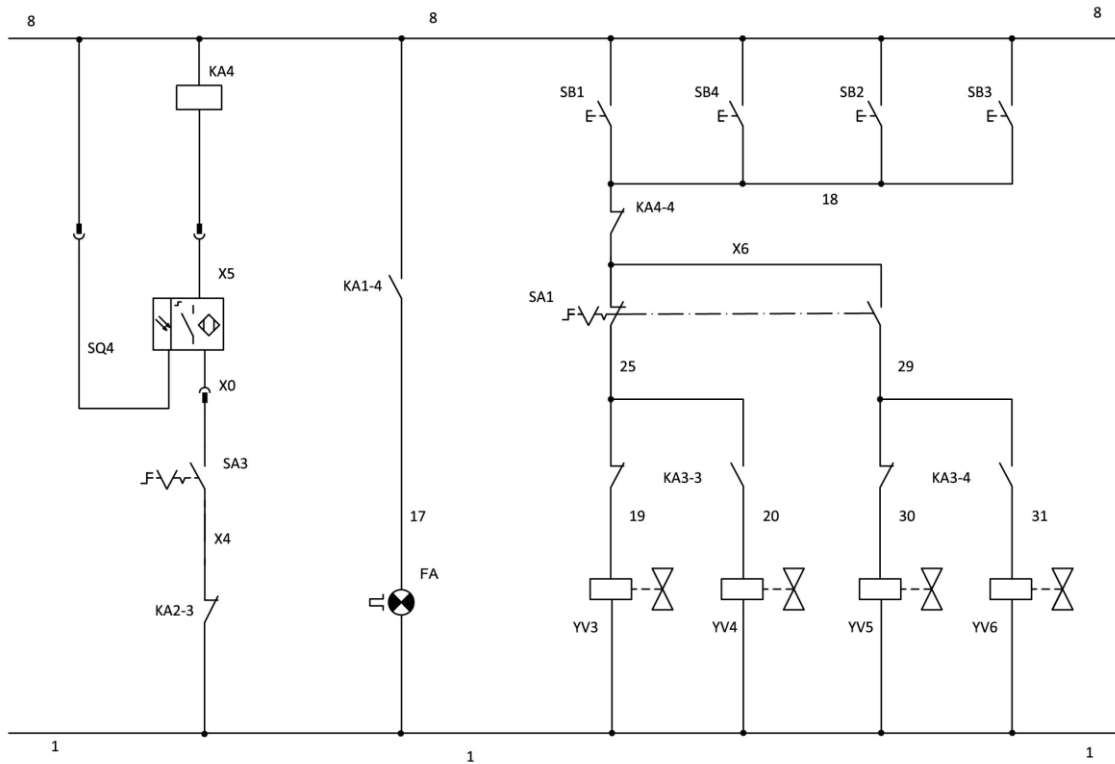 8
8
8
KA4
SB1
SB4
SB2
SB3
18
KA4-4
X6
X5
KA1-4
SA1
SQ4
25
29
X0
SA3
KA3-3
KA3-4
17
19
20
30
31
X4
FA
KA2-3
YV3
YV4
YV5
YV6
1
1
1